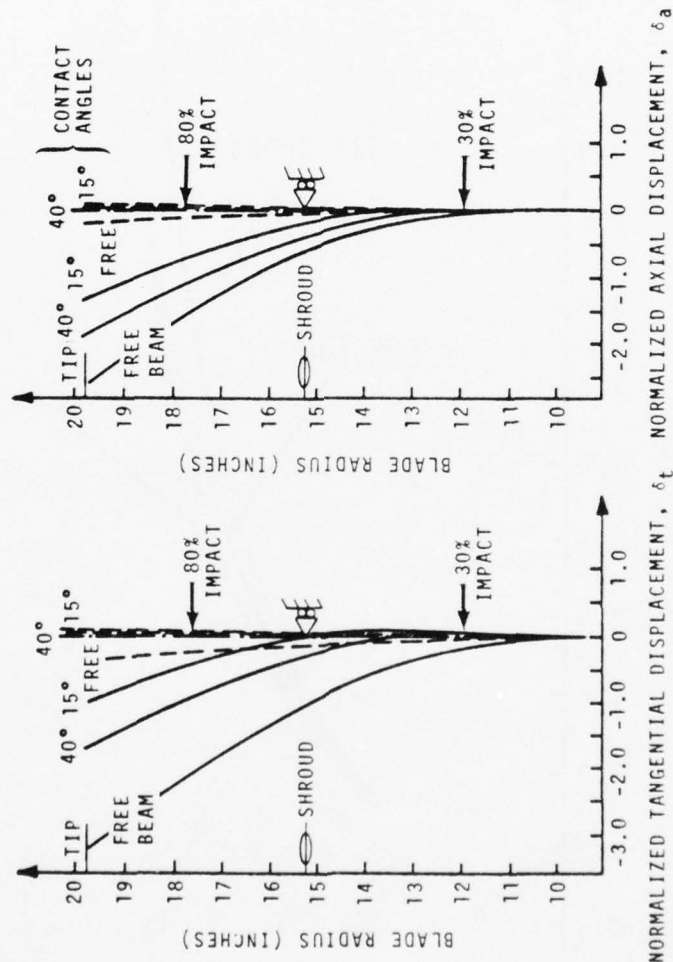 20
19
18
17
16
15
14
13
12
11
10
BLADE RADIUS (INCHES)
TIP
FREE
BEAM
40° 15°
FREE
40°
15°
80%
IMPACT
SHROUD
30%
IMPACT
-3.0 -2.0 -1.0 0 1.0
NORMALIZED TANGENTIAL DISPLACEMENT, δt
20
19
18
17
16
15
14
13
12
11
10
BLADE RADIUS (INCHES)
TIP 40° 15°
FREE
BEAM
FREE
40°
15°
CONTACT
ANGLES
80%
IMPACT
SHROUD
30%
IMPACT
-2.0 -1.0 0 1.0
NORMALIZED AXIAL DISPLACEMENT, δa